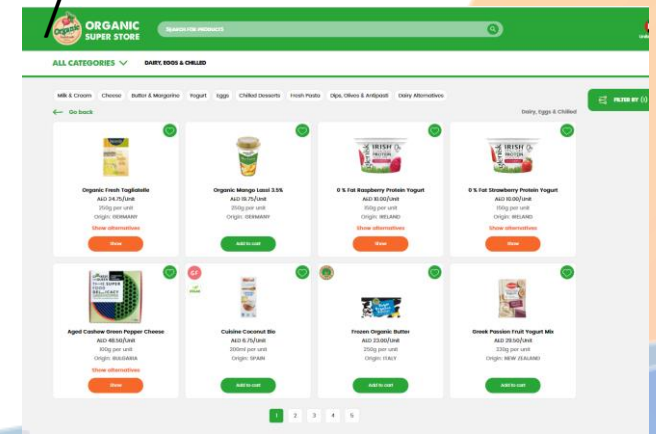 ORGANIC
SUPER STORE
SEARCH FOR PRODUCTS
ALL CATEGORIES
DAIRY, EGGS & CHILLED
Milk & Cream
Cheese
Butter & Margarine
Yogurt
Eggs
Chilled Desserts
Fresh Pasta
Dips, Olives & Antipasti
Dairy Alternatives
FILTER BY
Go back
Dairy, Eggs & Chilled
Organic Fresh Tagliatelle
AED 24.75/Unit
250g per unit
Origin: GERMANY
Show alternatives
Show
Organic Mango Lassi 3.5%
AED 19.75/Unit
250g per unit
Origin: GERMANY
Add to cart
IRISH
PROTEIN
0 % Fat Raspberry Protein Yogurt
AED 10.00/Unit
150g per unit
Origin: IRELAND
Show alternatives
Show
IRISH
PROTEIN
0 % Fat Strawberry Protein Yogurt
AED 10.00/Unit
150g per unit
Origin: IRELAND
Show alternatives
Show
Aged Cashew Green Pepper Cheese
AED 48.50/Unit
100g per unit
Origin: BULGARIA
Show alternatives
Show
GF
Cuisine Coconut Bio
AED 6.75/Unit
200ml per unit
Origin: SPAIN
Add to cart
Frozen Organic Butter
AED 23.00/Unit
250g per unit
Origin: ITALY
Add to cart
Greek Passion Fruit Yogurt Mix
AED 29.50/Unit
Origin: NEW ZEALAND
Add to cart
1 2 3 4 5